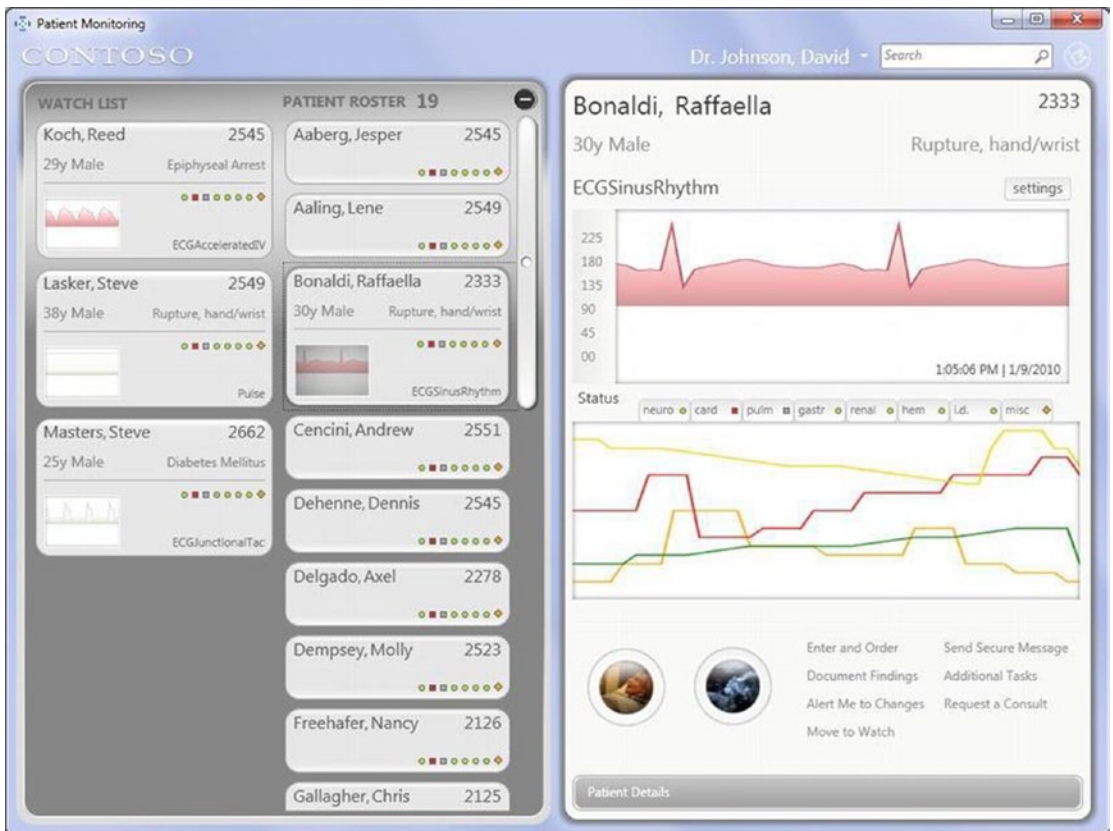 Patient Monitoring
CONTOSO
Dr. Johnson, David
Search
WATCH LIST
Koch, Reed 2545
29y Male Epiphyseal Arrest
ECGAcceleratedIV
Lasker, Steve 2549
38y Male Rupture, hand/wrist
Pulse
Masters, Steve 2662
25y Male Diabetes Mellitus
ECGJunctionalTac
PATIENT ROSTER 19
Aaberg, Jesper 2545
Aaling, Lene 2549
Bonaldi, Raffaella 2333
30y Male Rupture, hand/wrist
ECGSinusRhythm
Cencini, Andrew 2551
Dehenne, Dennis 2545
Delgado, Axel 2278
Dempsey, Molly 2523
Freehafer, Nancy 2126
Gallagher, Chris 2125
Bonaldi, Raffaella 2333
30y Male Rupture, hand/wrist
ECGSinusRhythm settings
225
180
135
90
45
00
1:05:06 PM | 1/9/2010
Status
neuro card pulm gastr renal hem i.d. misc
Enter and Order Send Secure Message
Document Findings Additional Tasks
Alert Me to Changes Request a Consult
Move to Watch
Patient Details